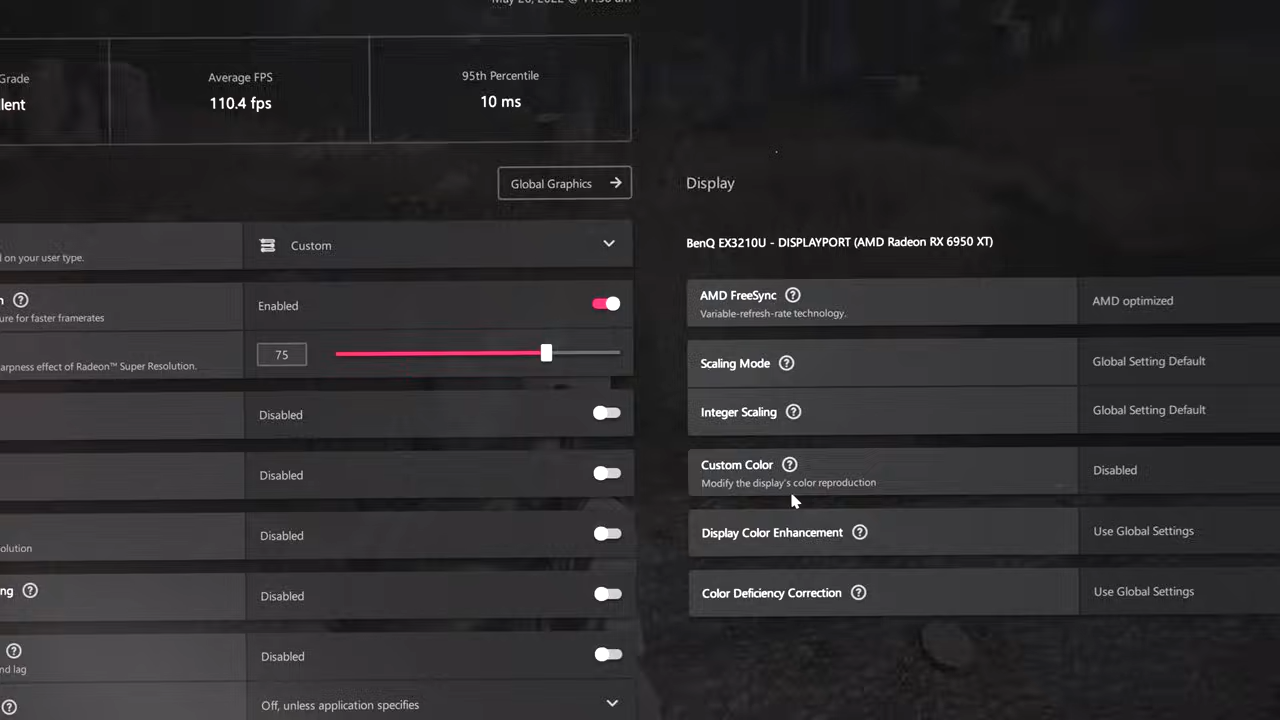 Grade
Average FPS
110.4 fps
95th Percentile
10 ms
Global Graphics
Custom
d on your user type.
Enabled
ure for faster framerates
75
arpness effect of Radeon™ Super Resolution.
Disabled
Disabled
Disabled
olution
ng
Disabled
Disabled
nd lag
Off, unless application specifies
Display
BenQ EX3210U - DISPLAYPORT (AMD Radeon RX 6950 XT)
AMD FreeSync
Variable-refresh-rate technology.
AMD optimized
Scaling Mode
Global Setting Default
Integer Scaling
Global Setting Default
Custom Color
Modify the display's color reproduction
Disabled
Display Color Enhancement
Use Global Settings
Color Deficiency Correction
Use Global Settings